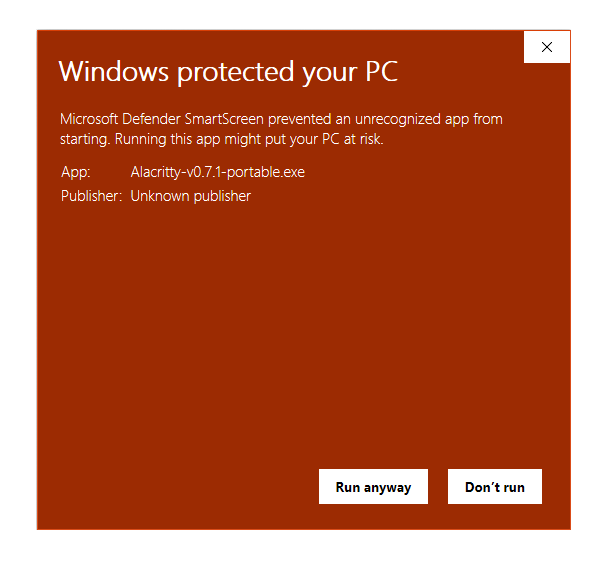 Windows protected your PC
Microsoft Defender SmartScreen prevented an unrecognized app from
starting. Running this app might put your PC at risk.
App: Alacritty-v0.7.1-portable.exe
Publisher: Unknown publisher
Run anyway Don't run